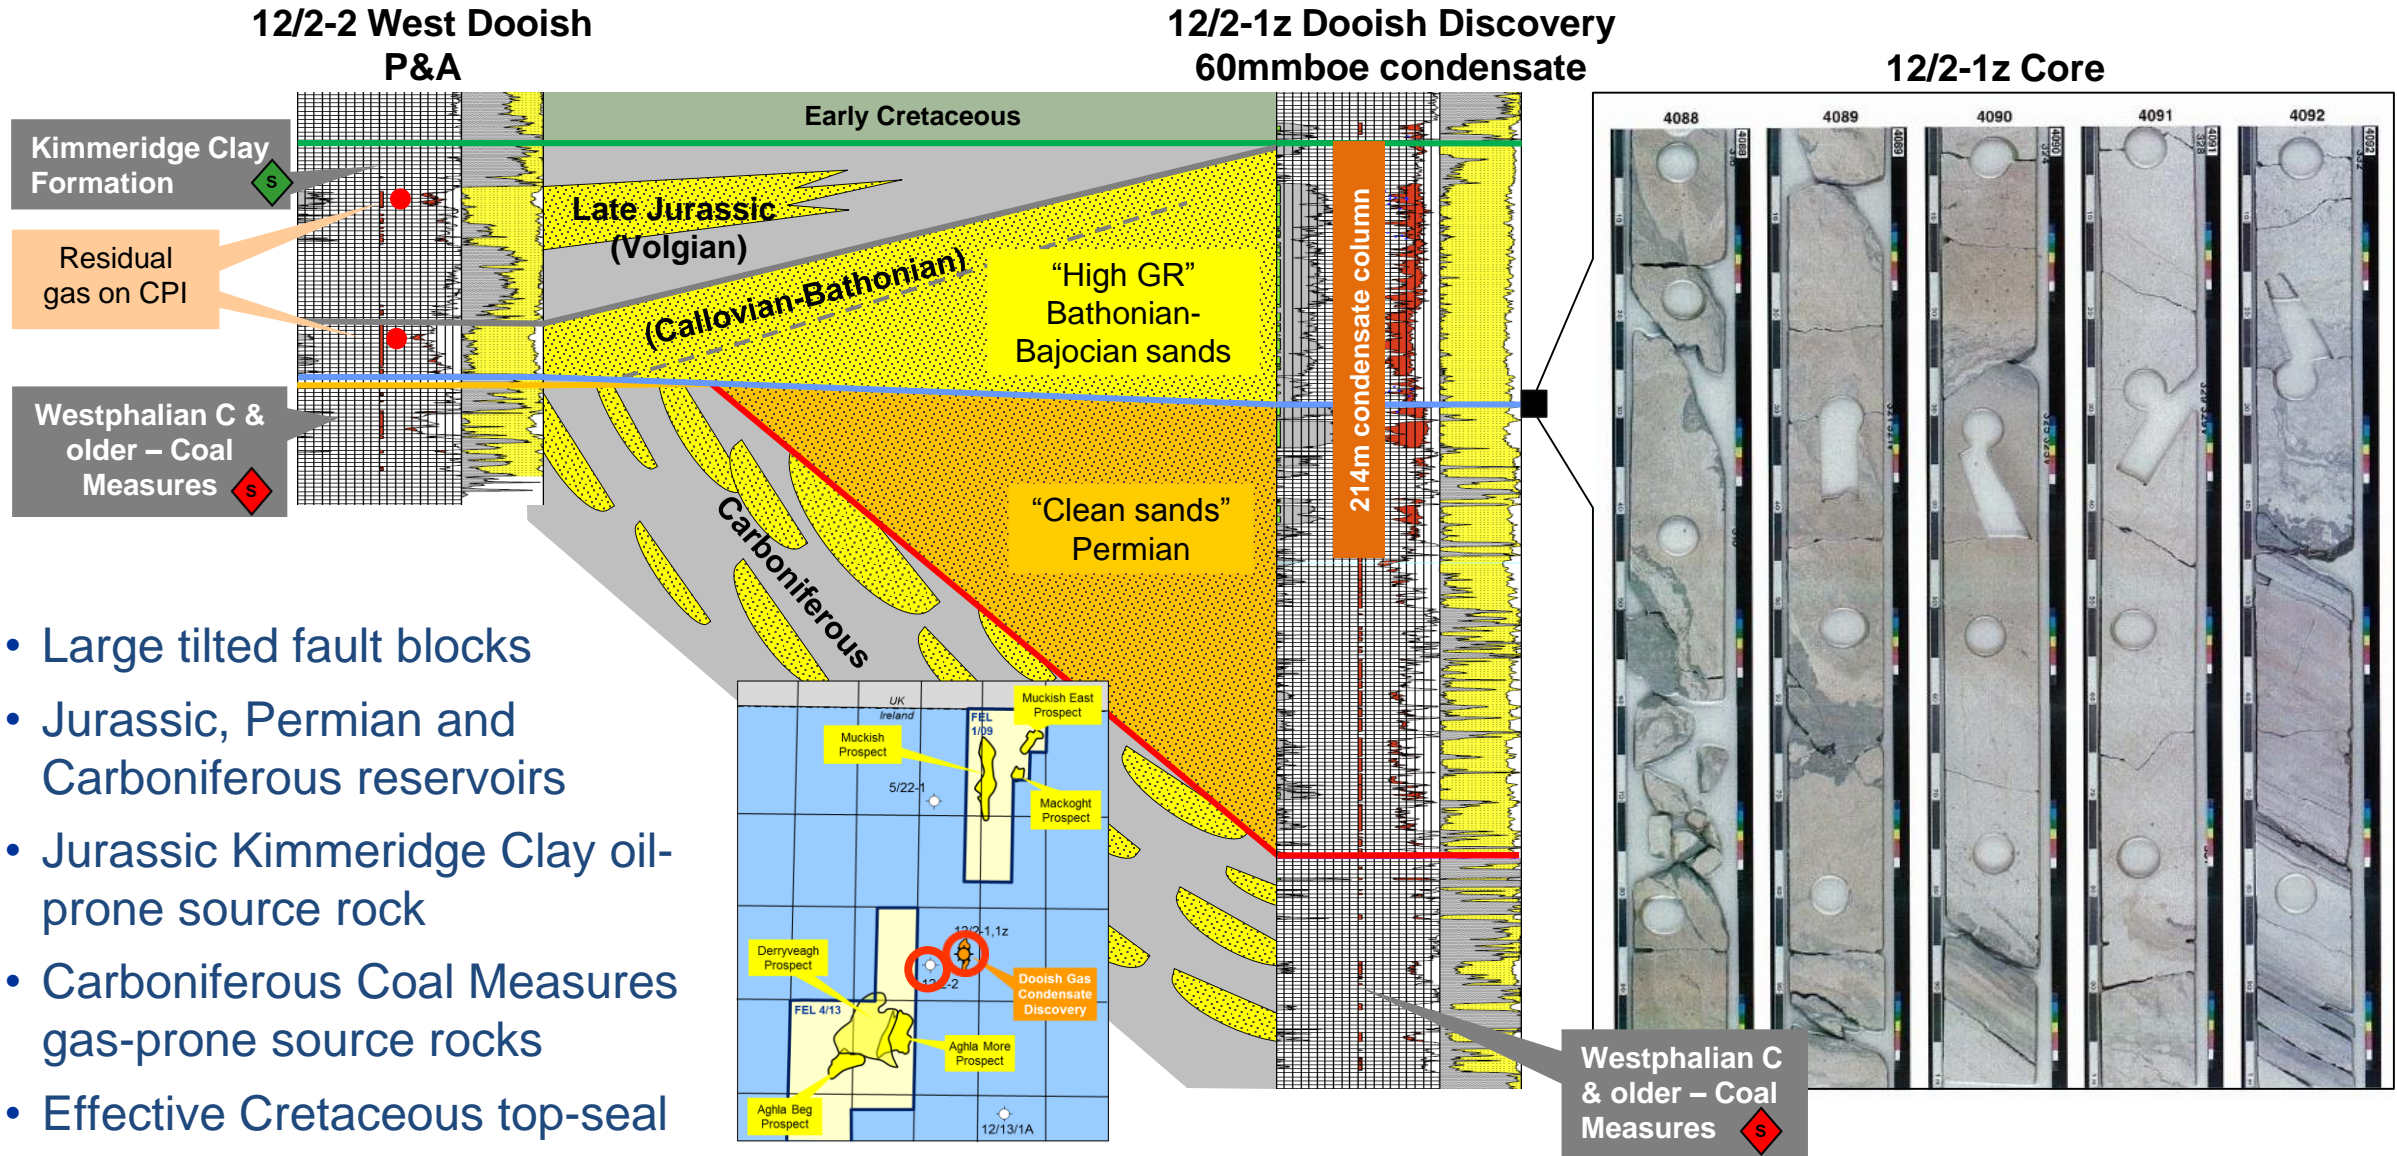 12/2-2 West Dooish
P&A
12/2-1z Dooish Discovery
60mmboe condensate
12/2-1z Core
Early Cretaceous
Kimmeridge Clay
Formation
S
Residual
gas on CPI
Westphalian C &
older – Coal
Measures
S
Late Jurassic
(Volgian)
(Callovian-Bathonian)
"High GR"
Bathonian-
Bajocian sands
"Clean sands"
Permian
Carboniferous
214m condensate column
4088
4089
4090
4091
4092
• Large tilted fault blocks
• Jurassic, Permian and
Carboniferous reservoirs
• Jurassic Kimmeridge Clay oil-
prone source rock
• Carboniferous Coal Measures
gas-prone source rocks
• Effective Cretaceous top-seal
UK
Ireland
FEL
1/09
Muckish East
Prospect
Muckish
Prospect
5/22-1
Mackoght
Prospect
12/2-1,1z
Derryveagh
Prospect
12/2-2
Dooish Gas
Condensate
Discovery
FEL 4/13
Aghla More
Prospect
Aghla Beg
Prospect
12/13/1A
Westphalian C
& older – Coal
Measures
S